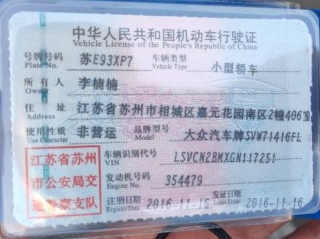 中华人民共和国机动车行驶证
Vehicle License of the People's Republic of China
号牌号码 苏E93XP7 车辆类型 小型轿车
Plate No. Vehicle Type
所有人 李楠楠
Owner
住址 江苏省苏州市相城区嘉元花园南区2幢406室
Address
使用性质 非营运 品牌型号 大众汽车牌SVW71416FL
Use Character Model
江苏省苏州
市公安局交
通警察支队
车辆识别代号 LSVCN2BMXGN117251
VIN
发动机号码 354479
Engine No.
注册日期 2016-11-16 发证日期 2016-11-16
Register Date Issue Date